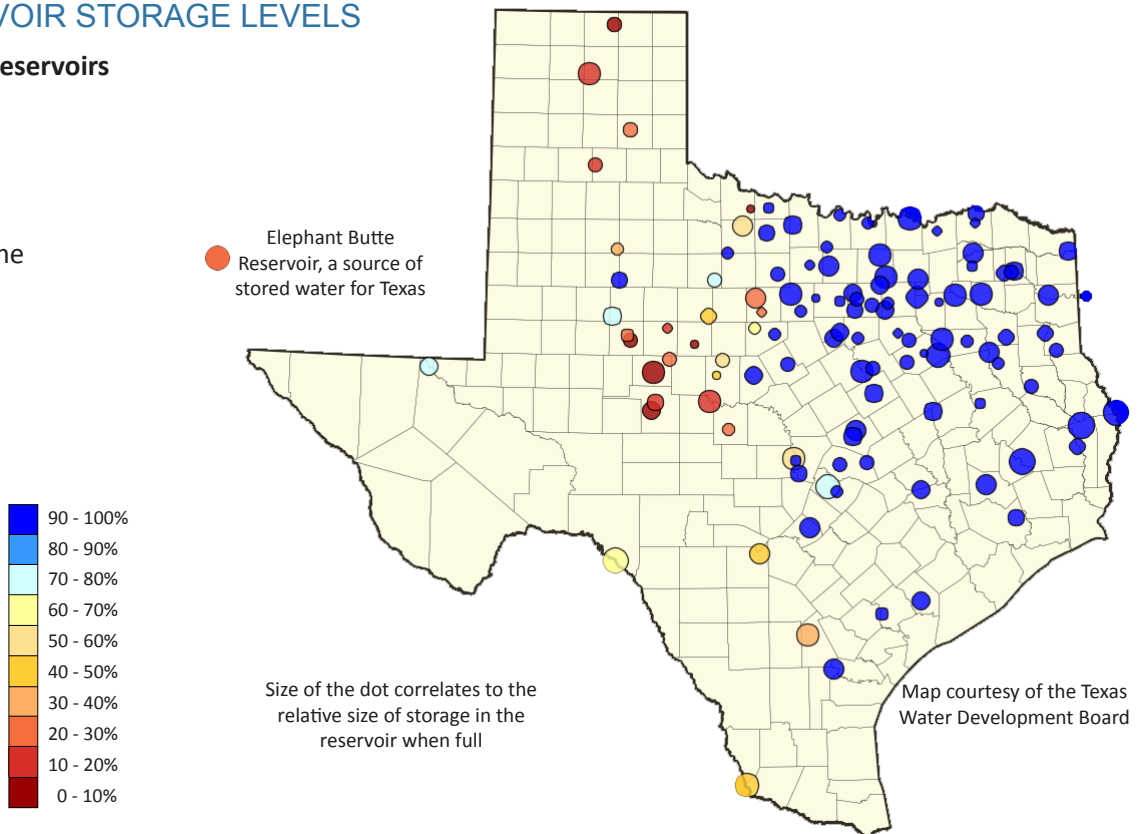 VOIR STORAGE LEVELS
eservoirs
ne
Elephant Butte
Reservoir, a source of
stored water for Texas
90 - 100%
80 - 90%
70 - 80%
60 - 70%
50 - 60%
40 - 50%
30 - 40%
20 - 30%
10 - 20%
0 - 10%
Size of the dot correlates to the
relative size of storage in the
reservoir when full
Map courtesy of the Texas
Water Development Board